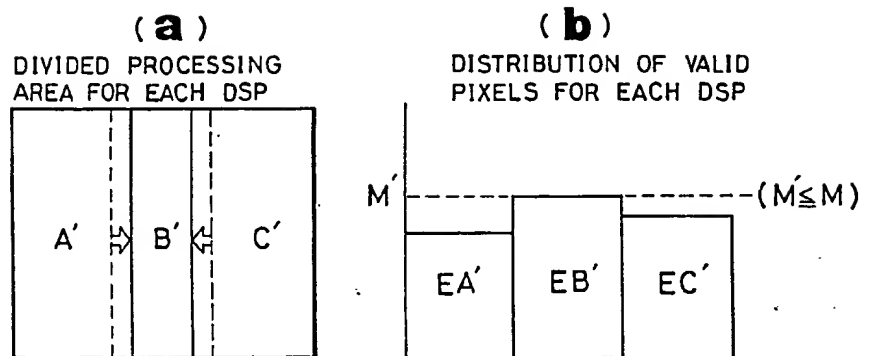 (a)
DIVIDED PROCESSING
AREA FOR EACH DSP
A' B' C'
(b)
DISTRIBUTION OF VALID
PIXELS FOR EACH DSP
M' (M'≦M)
EA' EB' EC'